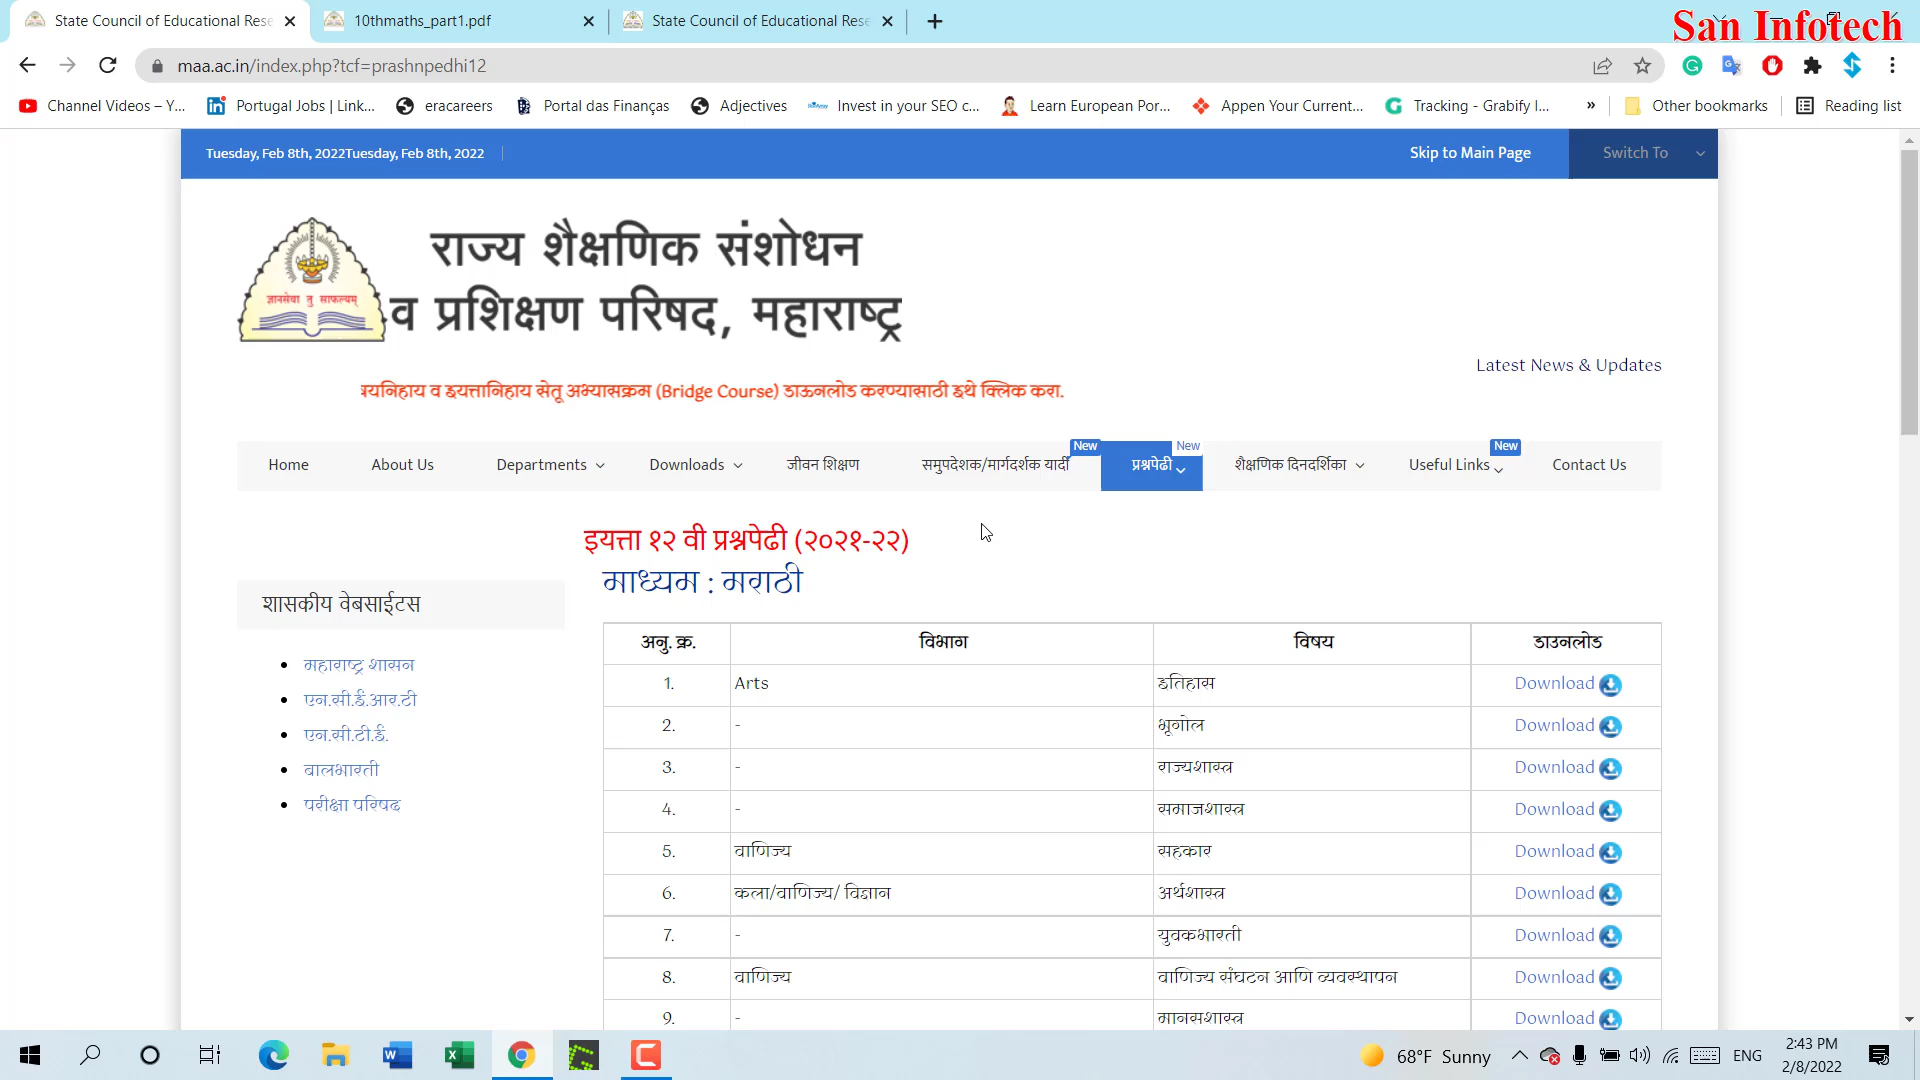 State Council of Educational Rese
10thmaths_part1.pdf
State Council of Educational Rese
San Infotech
maa.ac.in/index.php?tcf=prashnpedhi12
Channel Videos – Y...
Portugal Jobs | Link...
eracareers
Portal das Finanças
Adjectives
Invest in your SEO c...
Learn European Por...
Appen Your Current...
Tracking - Grabify I...
»
Other bookmarks
Reading list
Tuesday, Feb 8th, 2022Tuesday, Feb 8th, 2022
Skip to Main Page
Switch To
ज्ञानसेवा तु साफल्यम्
राज्य शैक्षणिक संशोधन
व प्रशिक्षण परिषद, महाराष्ट्र
Latest News & Updates
षयनिहाय व इयत्तानिहाय सेतू अभ्यासक्रम (Bridge Course) डाऊनलोड करण्यासाठी इथे क्लिक करा.
Home
About Us
Departments
Downloads
जीवन शिक्षण
समुपदेशक/मार्गदर्शक यादी New
प्रश्नपेढी New
शैक्षणिक दिनदर्शिका
Useful Links New
Contact Us
इयत्ता १२ वी प्रश्नपेढी (२०२१-२२)
माध्यम : मराठी
शासकीय वेबसाईटस
महाराष्ट्र शासन
एन.सी.ई.आर.टी
एन.सी.टी.ई.
बालभारती
परीक्षा परिषद
अनु. क्र. विभाग विषय डाउनलोड
1. Arts इतिहास Download
2. - भूगोल Download
3. - राज्यशास्त्र Download
4. - समाजशास्त्र Download
5. वाणिज्य सहकार Download
6. कला/वाणिज्य/ विज्ञान अर्थशास्त्र Download
7. - युवकभारती Download
8. वाणिज्य वाणिज्य संघटन आणि व्यवस्थापन Download
9. - मानसशास्त्र Download
68°F Sunny
ENG
2:43 PM
2/8/2022